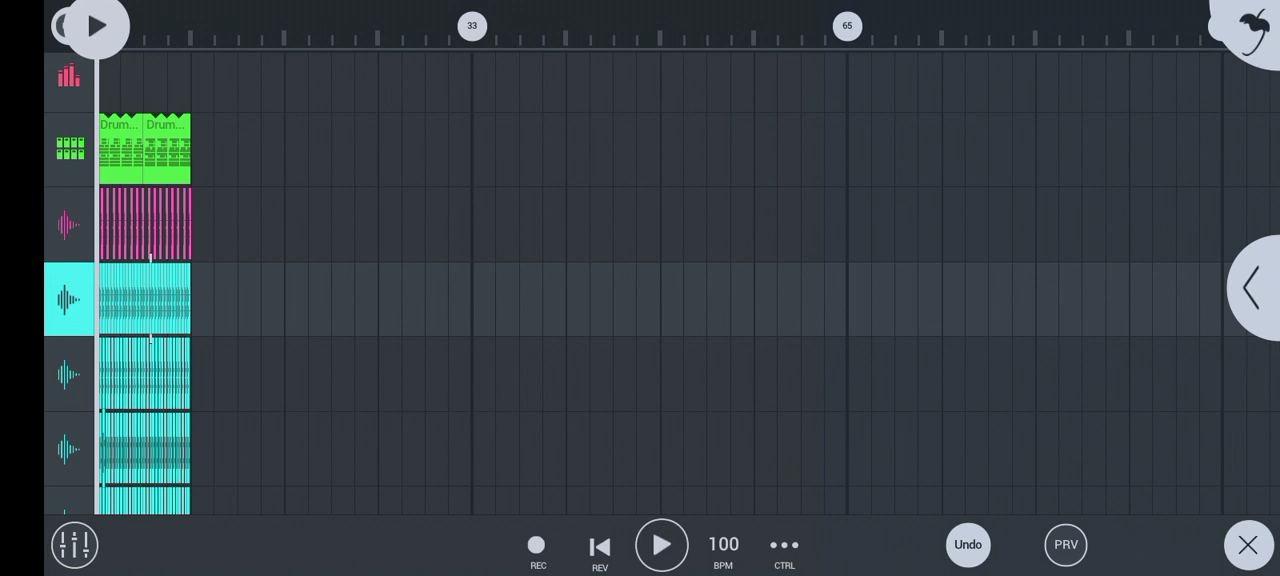 33
65
Drum...
Drum...
100
Undo
PRV
REC
REV
BPM
CTRL